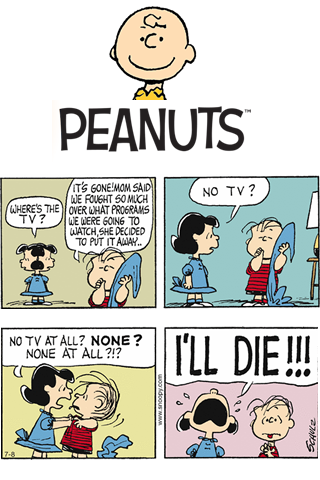 PEANUTS™
WHERE'S THE
TV?
IT'S GONE! MOM SAID
WE FOUGHT SO MUCH
OVER WHAT PROGRAMS
WE WERE GOING TO
WATCH, SHE DECIDED
TO PUT IT AWAY..
NO TV?
NO TV AT ALL? NONE?
NONE AT ALL?!?
7-8
www.snoopy.com
I'LL DIE!!!
SCHULZ